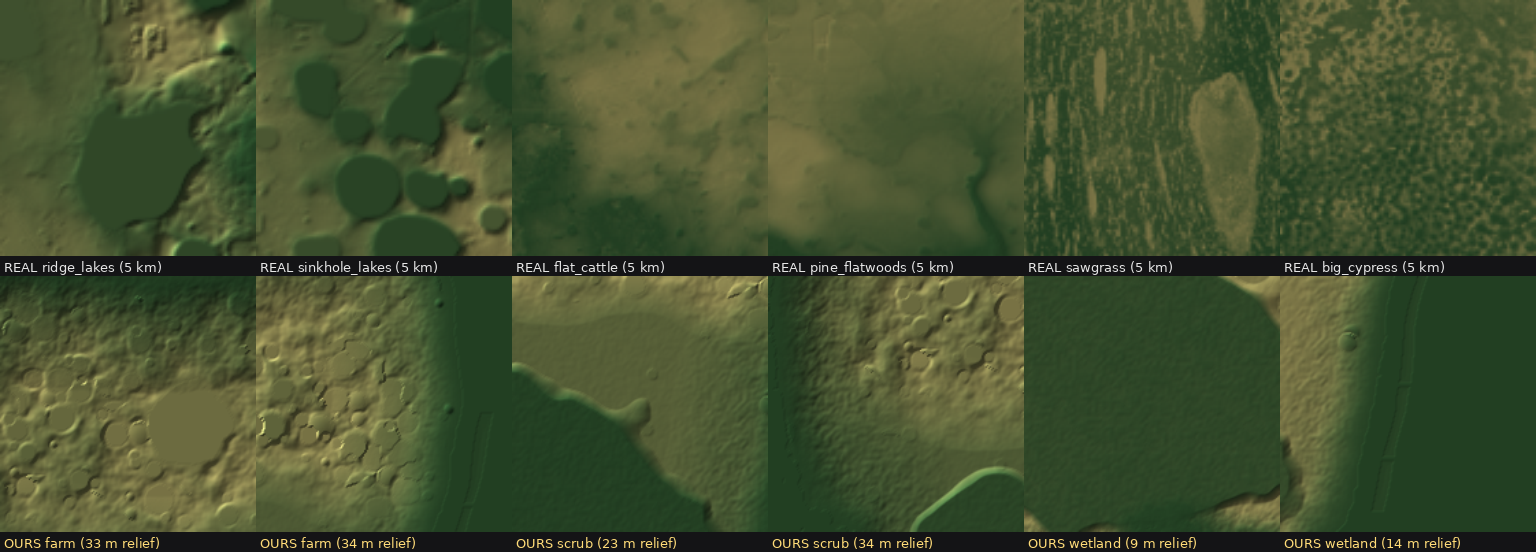 REAL ridge_lakes (5 km)
REAL sinkhole_lakes (5 km)
REAL flat_cattle (5 km)
REAL pine_flatwoods (5 km)
REAL sawgrass (5 km)
REAL big_cypress (5 km)
OURS farm (33 m relief)
OURS farm (34 m relief)
OURS scrub (23 m relief)
OURS scrub (34 m relief)
OURS wetland (9 m relief)
OURS wetland (14 m relief)